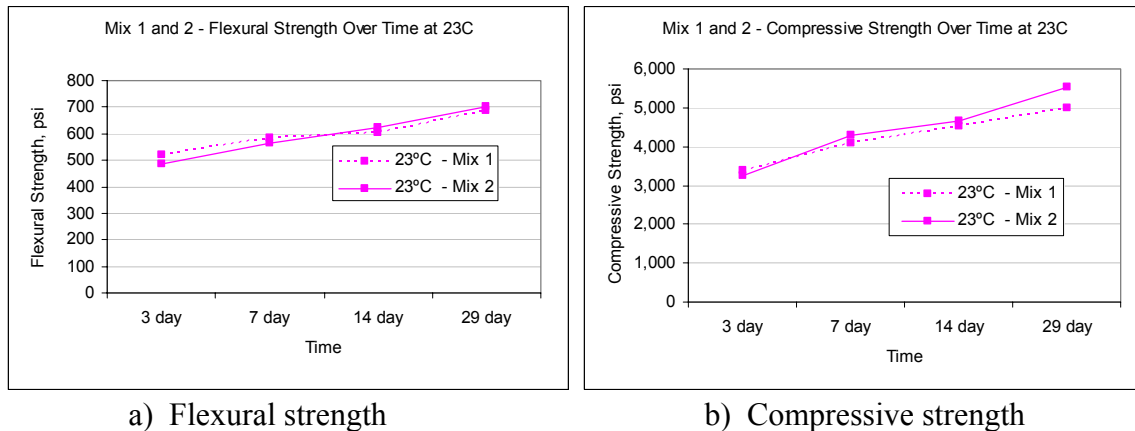 Mix 1 and 2 - Flexural Strength Over Time at 23C
800
700
600
500
400
300
200
100
0
Flexural Strength, psi
23ºC - Mix 1
23ºC - Mix 2
3 day 7 day 14 day 29 day
Time
a) Flexural strength
Mix 1 and 2 - Compressive Strength Over Time at 23C
6,000
5,000
4,000
3,000
2,000
1,000
0
Compressive Strength, psi
23ºC - Mix 1
23ºC - Mix 2
3 day 7 day 14 day 29 day
Time
b) Compressive strength